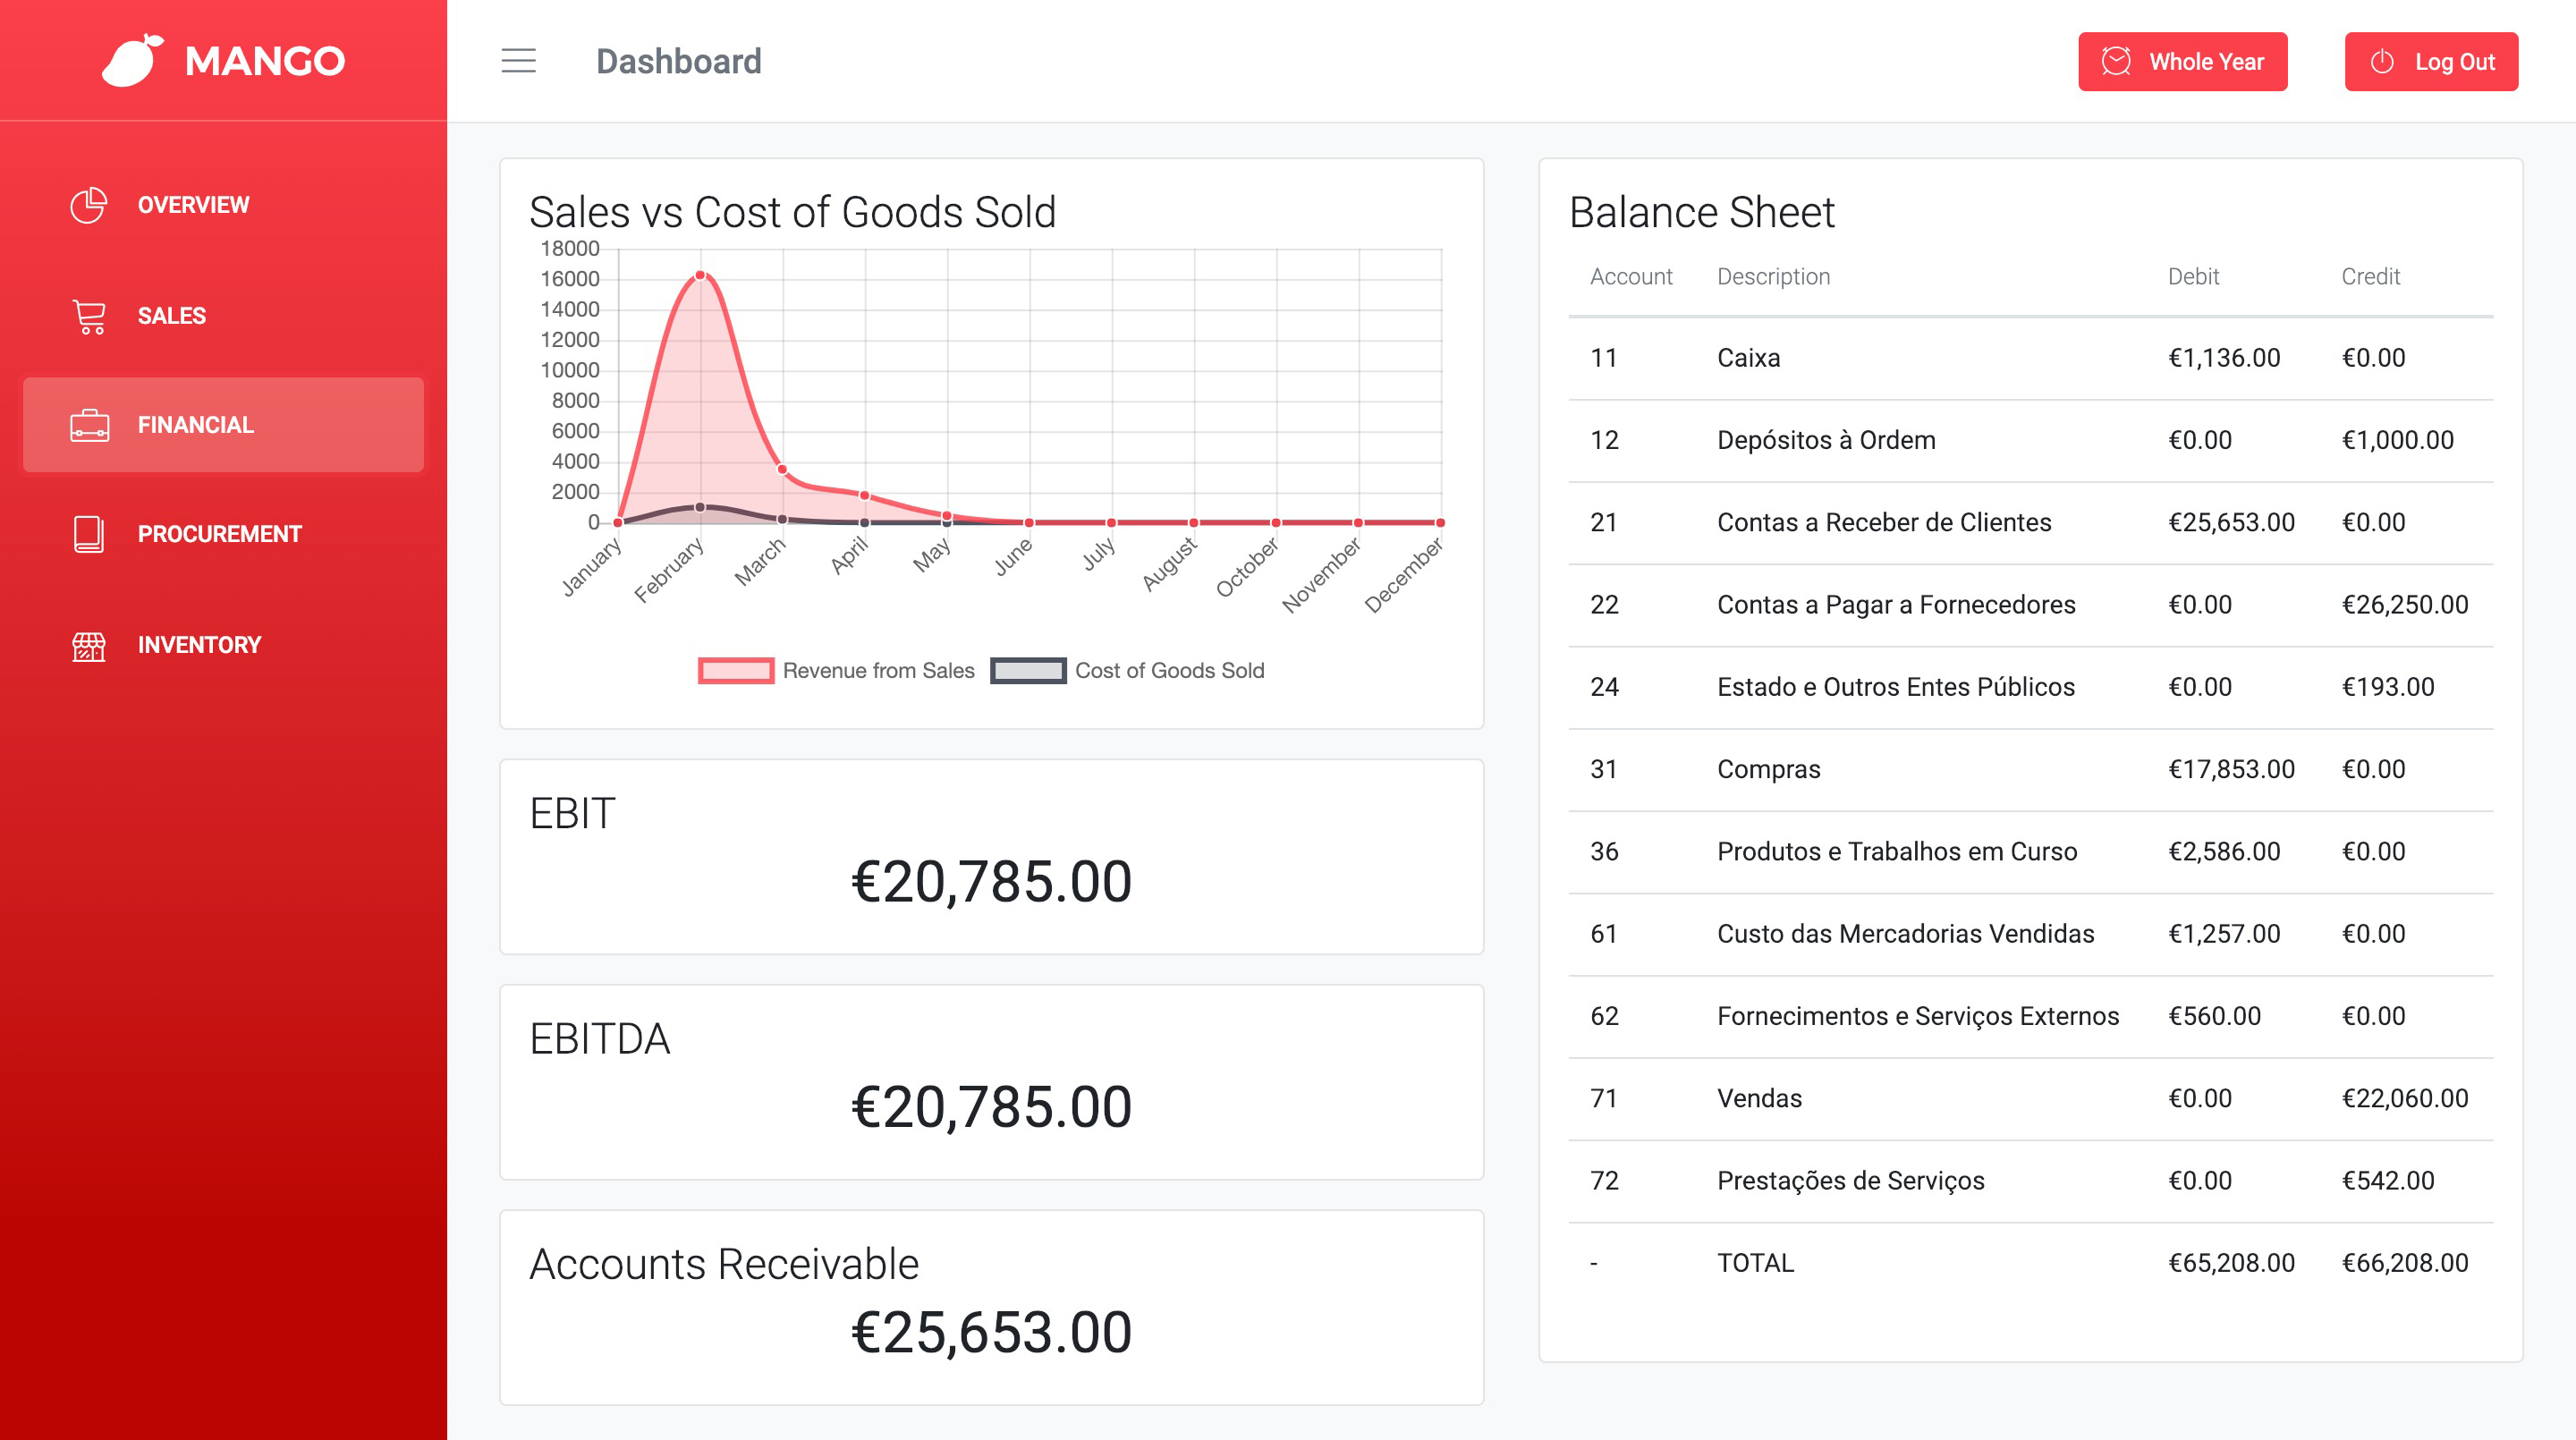 MANGO
Dashboard
Whole Year
Log Out
OVERVIEW
SALES
FINANCIAL
PROCUREMENT
INVENTORY
Sales vs Cost of Goods Sold
18000
16000
14000
12000
10000
8000
6000
4000
2000
0
January February March April May June July August October November December
Revenue from Sales Cost of Goods Sold
EBIT
€20,785.00
EBITDA
€20,785.00
Accounts Receivable
€25,653.00
Balance Sheet
Account Description Debit Credit
11 Caixa €1,136.00 €0.00
12 Depósitos à Ordem €0.00 €1,000.00
21 Contas a Receber de Clientes €25,653.00 €0.00
22 Contas a Pagar a Fornecedores €0.00 €26,250.00
24 Estado e Outros Entes Públicos €0.00 €193.00
31 Compras €17,853.00 €0.00
36 Produtos e Trabalhos em Curso €2,586.00 €0.00
61 Custo das Mercadorias Vendidas €1,257.00 €0.00
62 Fornecimentos e Serviços Externos €560.00 €0.00
71 Vendas €0.00 €22,060.00
72 Prestações de Serviços €0.00 €542.00
- TOTAL €65,208.00 €66,208.00